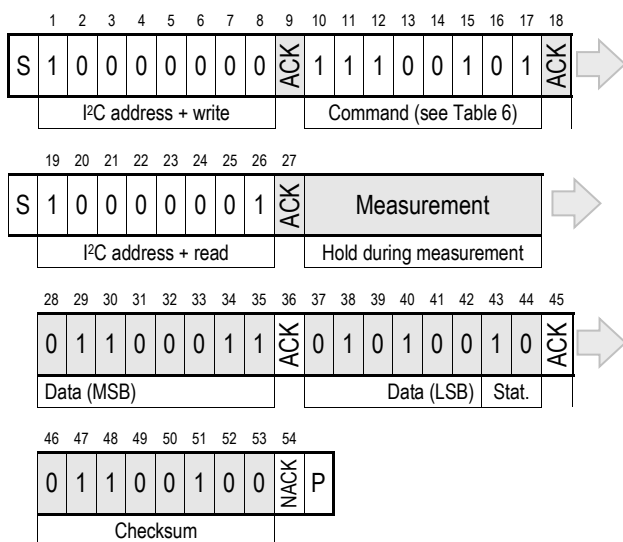 1 2 3 4 5 6 7 8 9 10 11 12 13 14 15 16 17 18
S 1 0 0 0 0 0 0 0 ACK 1 1 1 0 0 1 0 1 ACK
I²C address + write Command (see Table 6)
19 20 21 22 23 24 25 26 27
S 1 0 0 0 0 0 0 1 ACK Measurement
I²C address + read Hold during measurement
28 29 30 31 32 33 34 35 36 37 38 39 40 41 42 43 44 45
0 1 1 0 0 0 1 1 ACK 0 1 0 1 0 0 1 0 ACK
Data (MSB) Data (LSB) Stat.
46 47 48 49 50 51 52 53 54
0 1 1 0 0 1 0 0 NACK P
Checksum